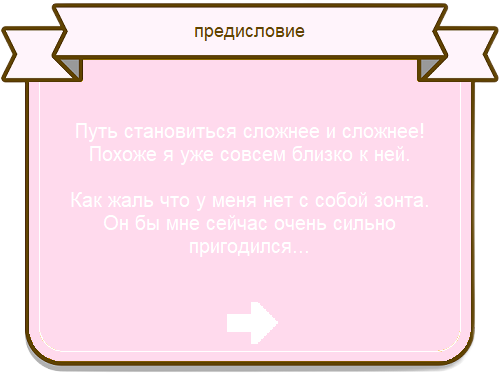 предисловие
Путь становиться сложнее и сложнее!
Похоже я уже совсем близко к ней.
Как жаль что у меня нет с собой зонта.
Он бы мне сейчас очень сильно
пригодился...